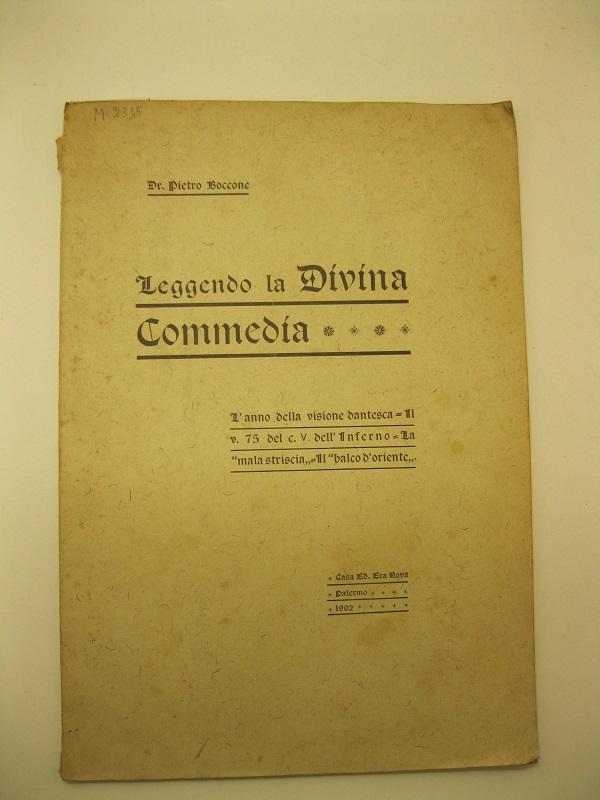 M. 2315
Dr. Pietro Boccone
Leggendo la Divina
Commedia
L'anno della visione dantesca = Il
v. 75 del c. V. dell' Inferno = La
"mala striscia„ = Il "balco d'oriente„.
Casa Ed. Era Nova
Palermo
1902